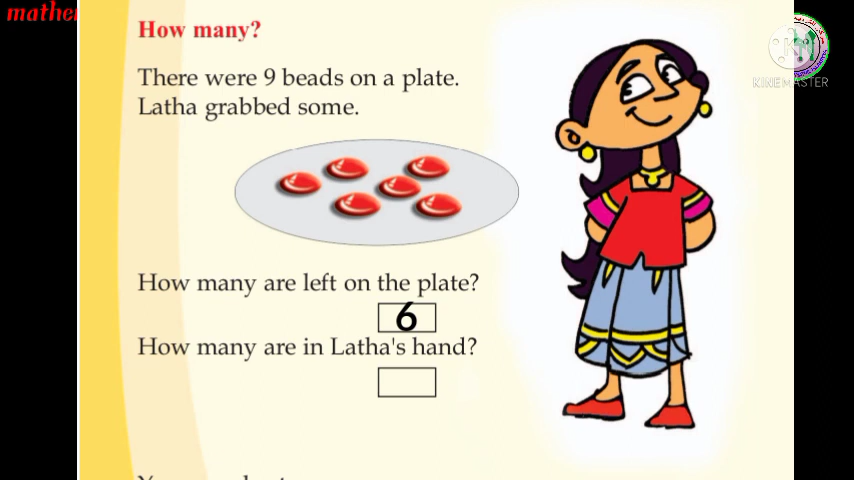 mathe
How many?
KINEMASTER
There were 9 beads on a plate.
Latha grabbed some.
How many are left on the plate?
6
How many are in Latha's hand?